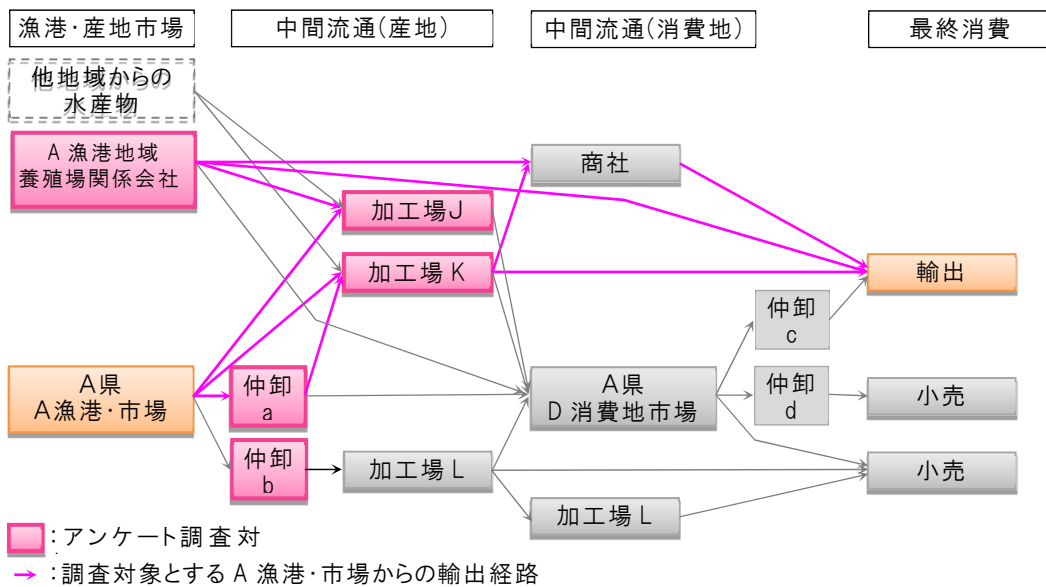 漁港・産地市場
中間流通(産地)
中間流通(消費地)
最終消費
他地域からの
水産物
A 漁港地域
養殖場関係会社
商社
加工場J
加工場K
輸出
仲卸
c
A県
A漁港・市場
仲卸
a
A県
D 消費地市場
仲卸
d
小売
仲卸
b
加工場L
小売
加工場L
:アンケート調査対
:調査対象とする A 漁港・市場からの輸出経路